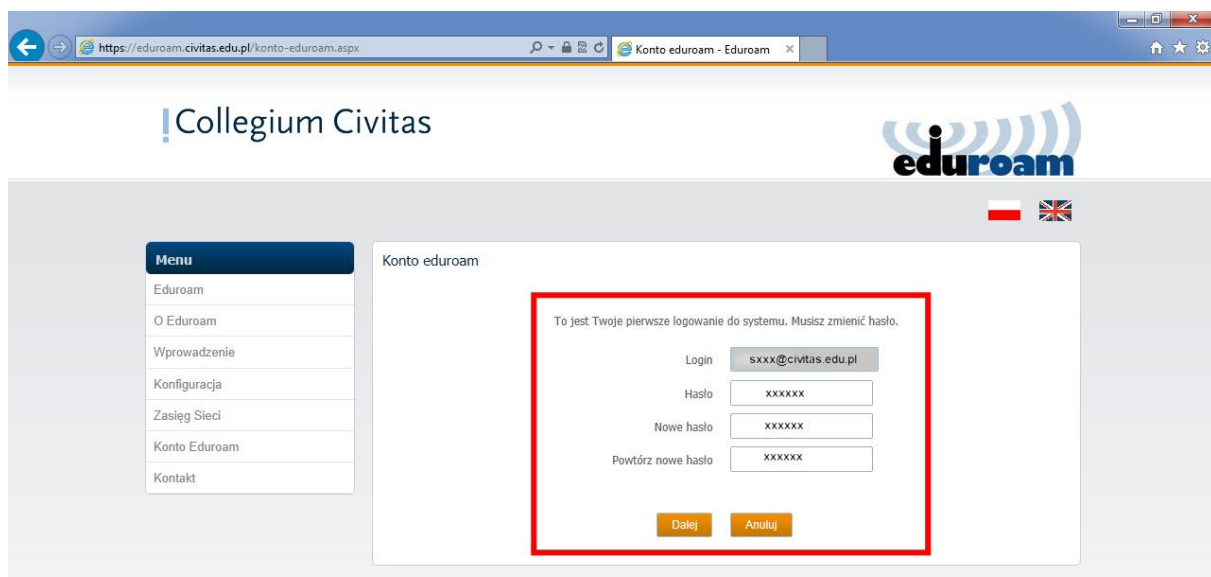 https://eduroam.civitas.edu.pl/konto-eduroam.aspx
Konto eduroam - Eduroam
Collegium Civitas
eduroam
Menu
Eduroam
O Eduroam
Wprowadzenie
Konfiguracja
Zasięg Sieci
Konto Eduroam
Kontakt
Konto eduroam
To jest Twoje pierwsze logowanie do systemu. Musisz zmienić hasło.
Login sxxx@civitas.edu.pl
Hasło xxxxxx
Nowe hasło xxxxxx
Powtórz nowe hasło xxxxxx
Dalej Anuluj